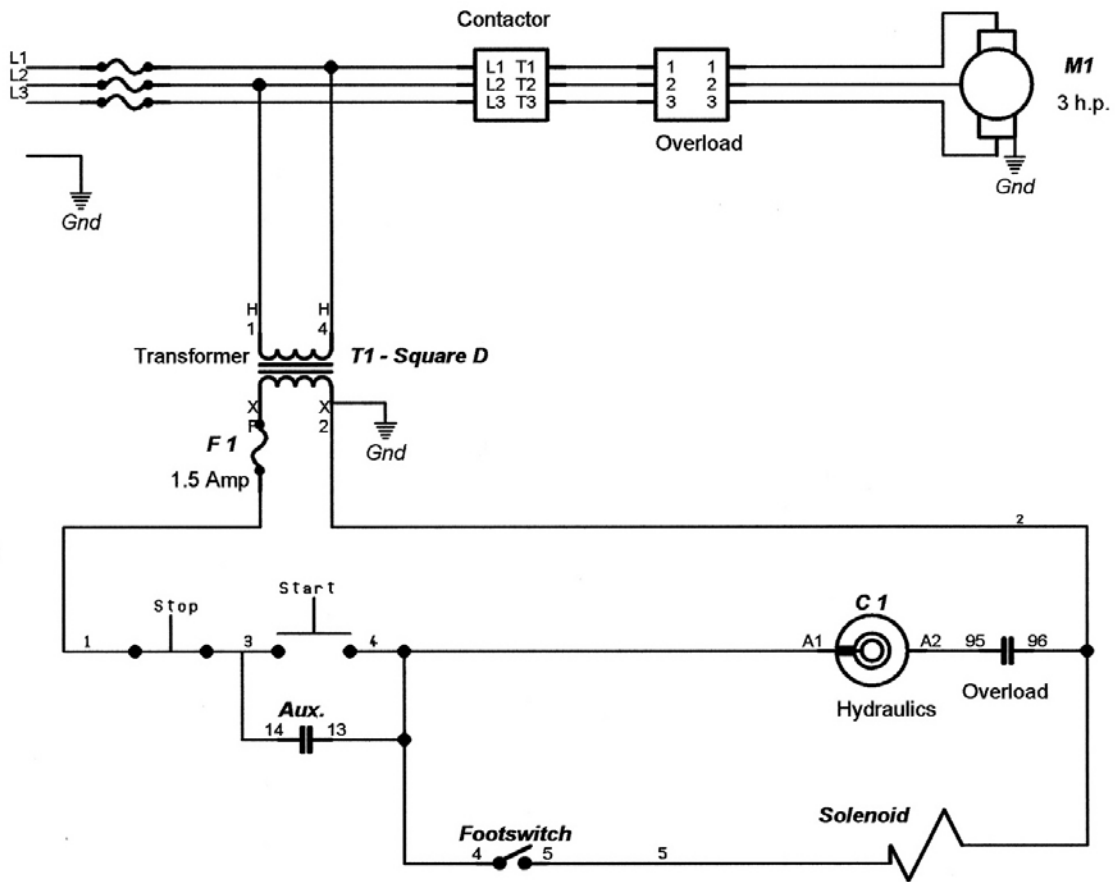 Contactor
L1
L2
L3
L1 T1
L2 T2
L3 T3
1 1
2 2
3 3
M1
3 h.p.
Overload
Gnd
Gnd
H H
1 4
Transformer
T1 - Square D
X X
F 2
F 1
1.5 Amp
Gnd
2
Stop
Start
C 1
1
3
4
A1
A2
95
96
Hydraulics
Overload
Aux.
14
13
Solenoid
Footswitch
4
5
5